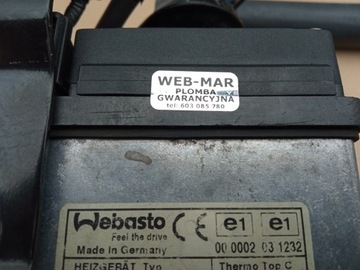 WEB-MAR
PLOMBA
GWARANCYJNA
tel: 603 085 780
Webasto CE e1 e1
Feel the drive
Made in Germany 00 0002 03 1232
HEIZGERÄT Typ Thermo Top C